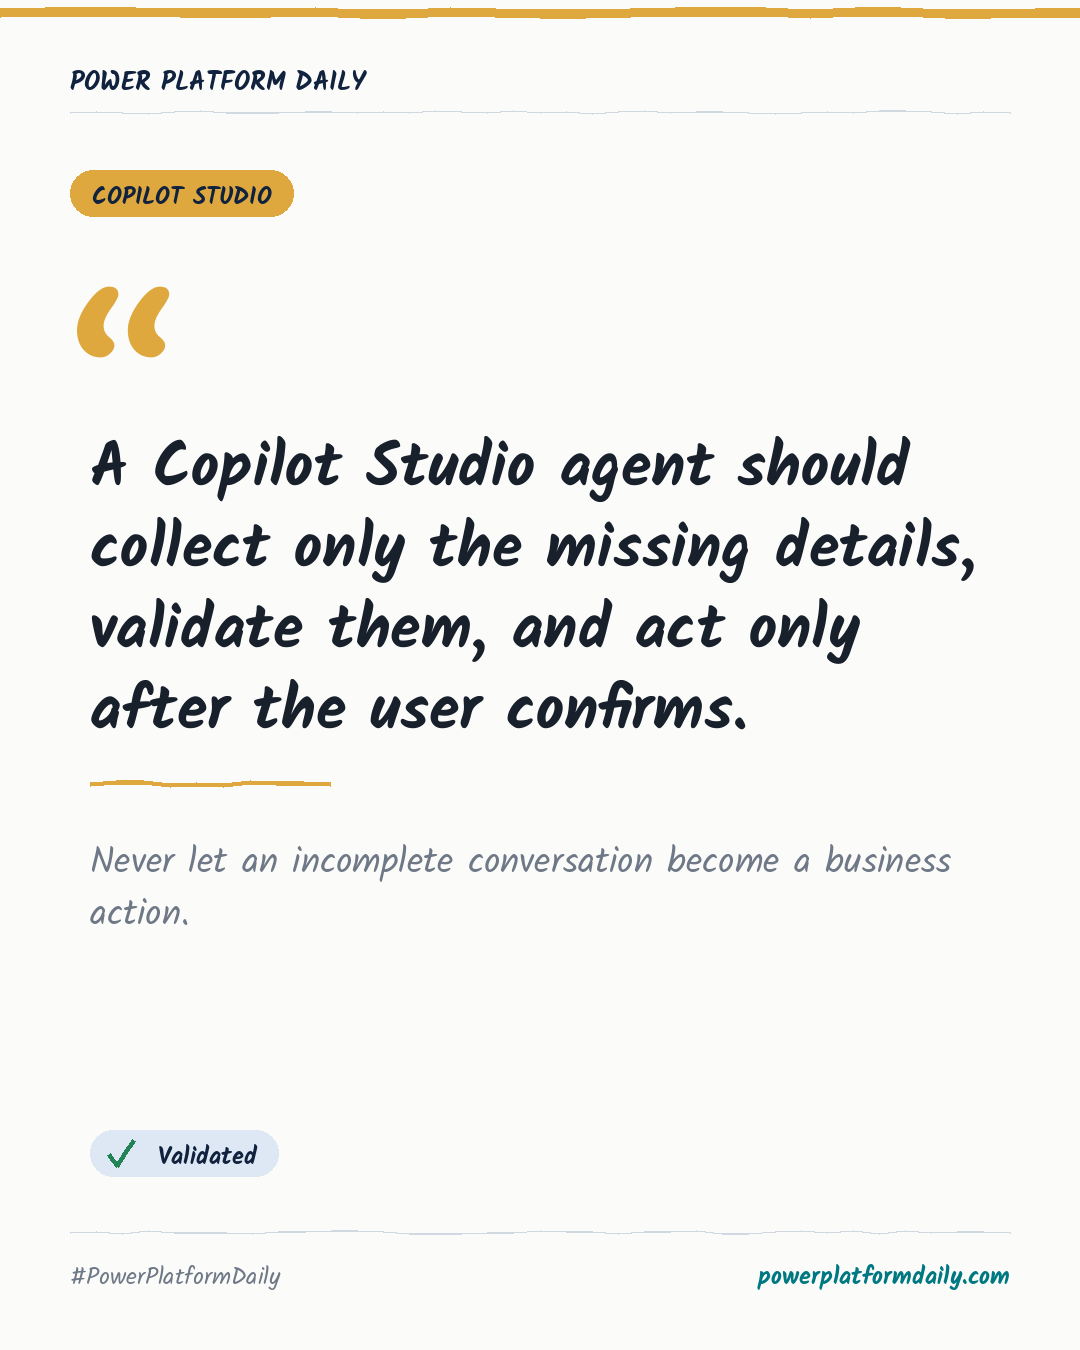 POWER PLATFORM DAILY
COPILOT STUDIO
“
A Copilot Studio agent should
collect only the missing details,
validate them, and act only
after the user confirms.
Never let an incomplete conversation become a business
action.
✓ Validated
#PowerPlatformDaily
powerplatformdaily.com